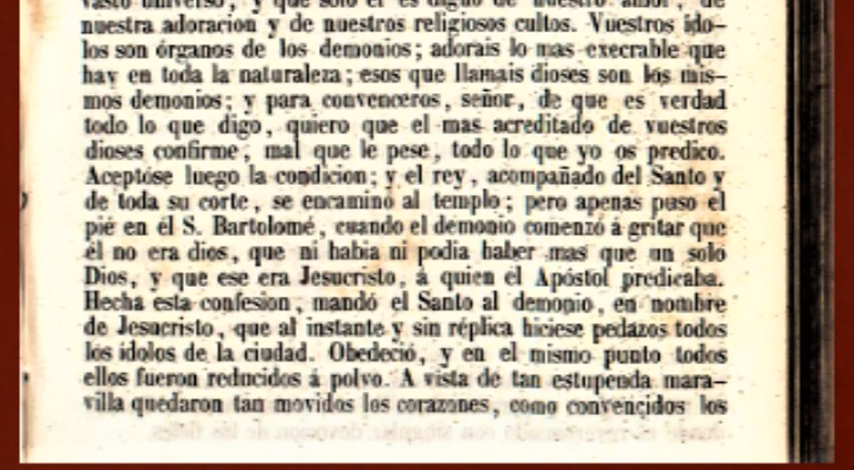 vasto universo, y que solo él es digno de nuestro amor, de
nuestra adoracion y de nuestros religiosos cultos. Vuestros ído-
los son órganos de los demonios; adorais lo mas execrable que
hay en toda la naturaleza; esos que llamais dioses son los mis-
mos demonios; y para convenceros, señor, de que es verdad
todo lo que digo, quiero que el mas acreditado de vuestros
dioses confirme, mal que le pese, todo lo que yo os predico.
Aceptóse luego la condicion; y el rey, acompañado del Santo y
de toda su corte, se encaminó al templo; pero apenas puso el
pié en él S. Bartolomé, cuando el demonio comenzó á gritar que
él no era dios, que ni habia ni podia haber mas que un solo
Dios, y que ese era Jesucristo, á quien el Apóstol predicaba.
Hecha esta confesion, mandó el Santo al demonio, en nombre
de Jesucristo, que al instante y sin réplica hiciese pedazos todos
los ídolos de la ciudad. Obedeció, y en el mismo punto todos
ellos fueron reducidos á polvo. A vista de tan estupenda mara-
villa quedaron tan movidos los corazones, como convencidos los